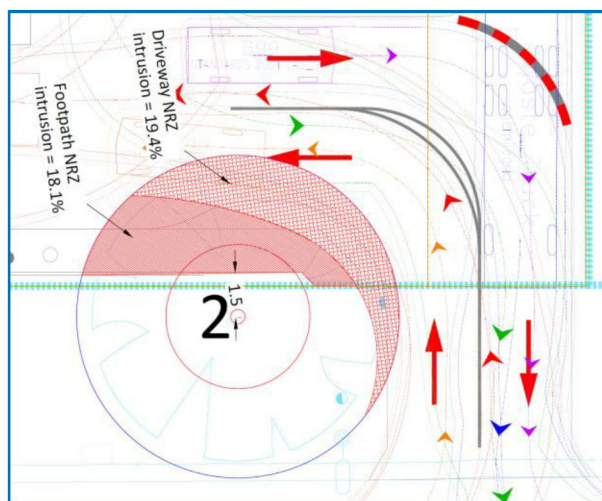 Driveway NRZ
intrusion = 19.4%
Footpath NRZ
intrusion = 18.1%
1.5
2